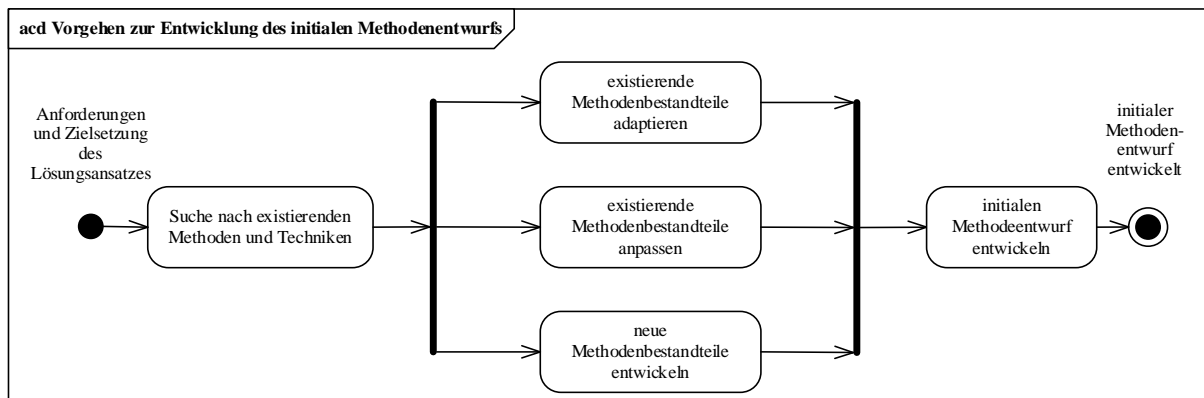 acd Vorgehen zur Entwicklung des initialen Methodenentwurfs
Anforderungen
und Zielsetzung
des
Lösungsansatzes
Suche nach existierenden
Methoden und Techniken
existierende
Methodenbestandteile
adaptieren
existierende
Methodenbestandteile
anpassen
neue
Methodenbestandteile
entwickeln
initialen
Methodeentwurf
entwickeln
initialer
Methoden-
entwurf
entwickelt